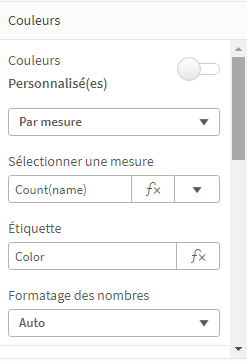 Couleurs
Couleurs
Personnalisé(es)
Par mesure
Sélectionner une mesure
Count(name) fx
Étiquette
Color fx
Formatage des nombres
Auto